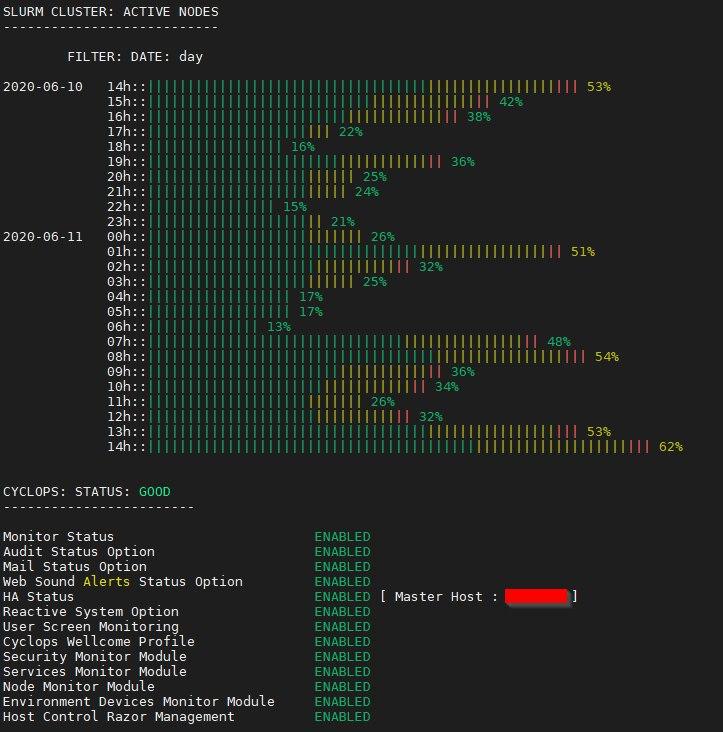 SLURM CLUSTER: ACTIVE NODES
---------------------------
FILTER: DATE: day
2020-06-10 14h:: 53%
15h:: 42%
16h:: 38%
17h:: 22%
18h:: 16%
19h:: 36%
20h:: 25%
21h:: 24%
22h:: 15%
23h:: 21%
2020-06-11 00h:: 26%
01h:: 51%
02h:: 32%
03h:: 25%
04h:: 17%
05h:: 17%
06h:: 13%
07h:: 48%
08h:: 54%
09h:: 36%
10h:: 34%
11h:: 26%
12h:: 32%
13h:: 53%
14h:: 62%
CYCLOPS: STATUS: GOOD
------------------------
Monitor Status ENABLED
Audit Status Option ENABLED
Mail Status Option ENABLED
Web Sound Alerts Status Option ENABLED
HA Status ENABLED [ Master Host : ]
Reactive System Option ENABLED
User Screen Monitoring ENABLED
Cyclops Wellcome Profile ENABLED
Security Monitor Module ENABLED
Services Monitor Module ENABLED
Node Monitor Module ENABLED
Environment Devices Monitor Module ENABLED
Host Control Razor Management ENABLED